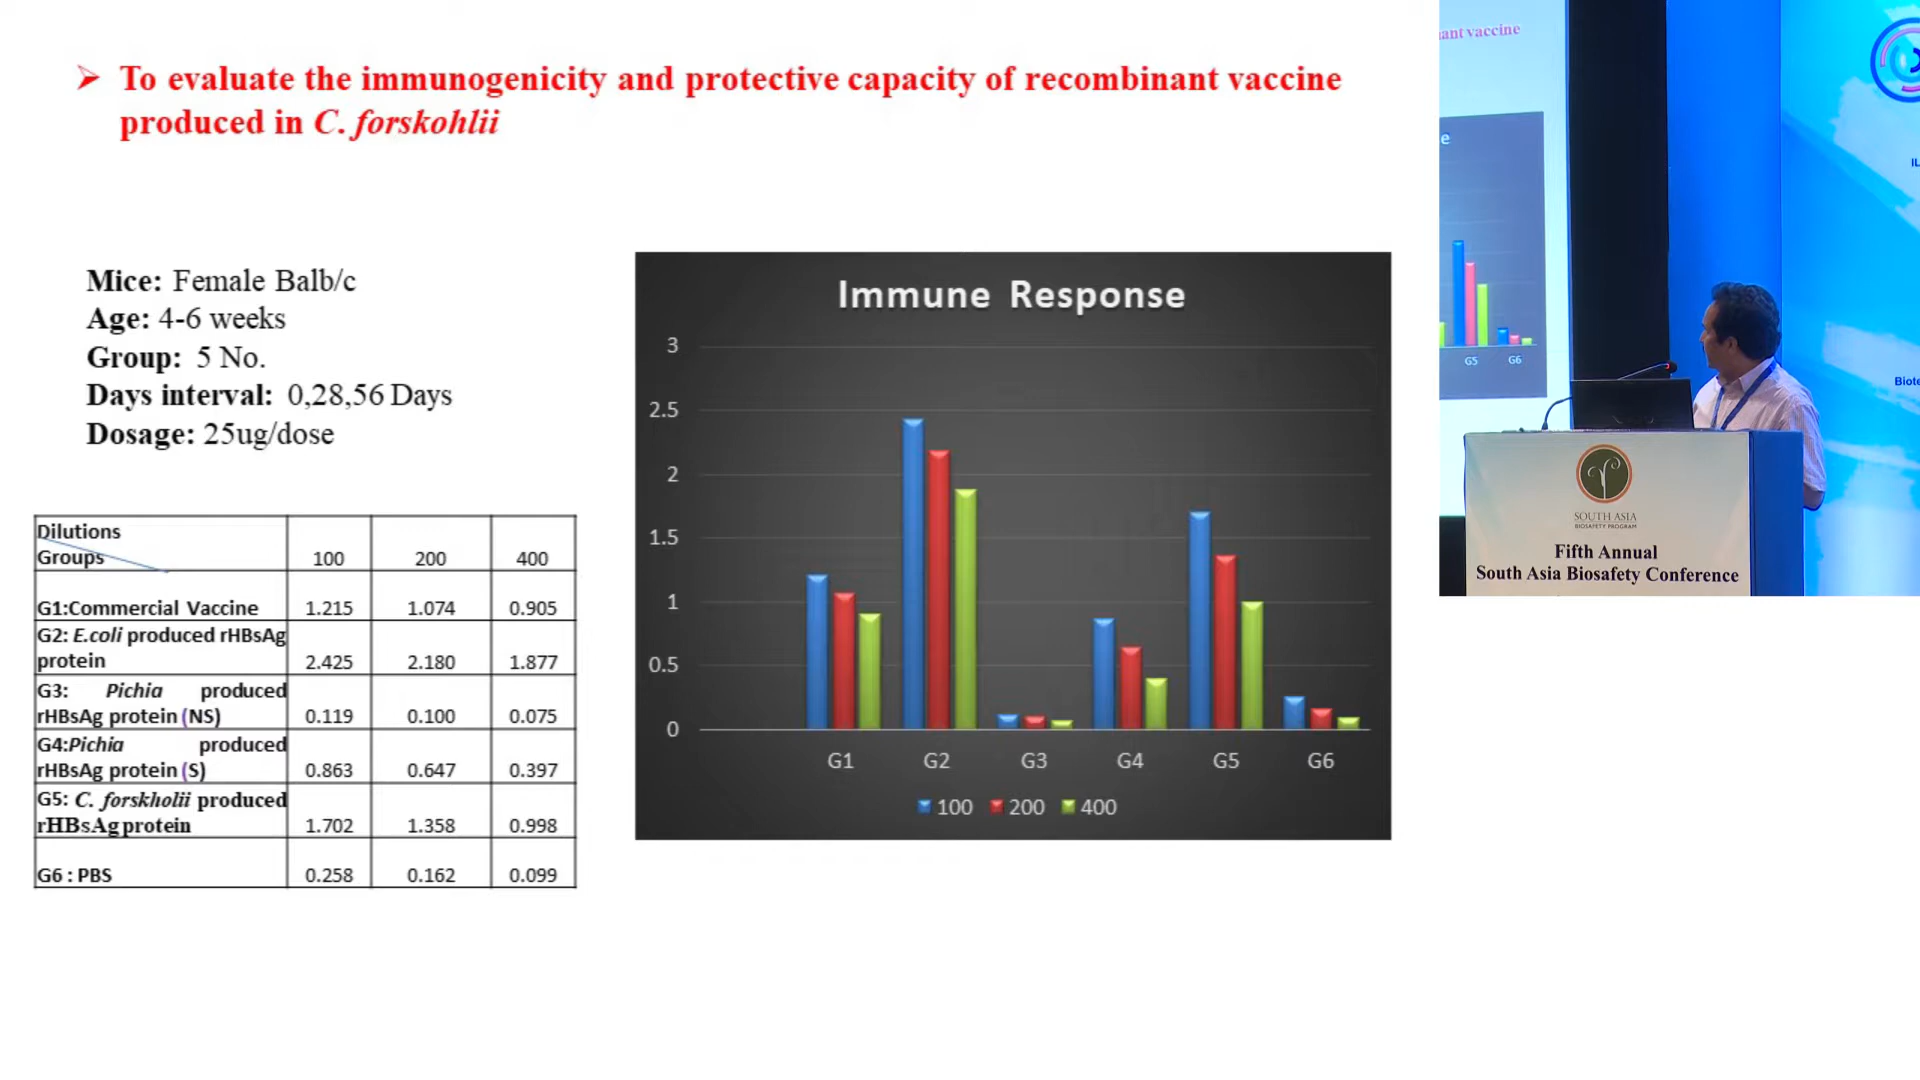 ➢ To evaluate the immunogenicity and protective capacity of recombinant vaccine
produced in C. forskohlii
Mice: Female Balb/c
Age: 4-6 weeks
Group: 5 No.
Days interval: 0,28,56 Days
Dosage: 25ug/dose
Dilutions
Groups 100 200 400
G1:Commercial Vaccine 1.215 1.074 0.905
G2: E.coli produced rHBsAg
protein 2.425 2.180 1.877
G3: Pichia produced
rHBsAg protein (NS) 0.119 0.100 0.075
G4:Pichia produced
rHBsAg protein (S) 0.863 0.647 0.397
G5: C. forskholii produced
rHBsAg protein 1.702 1.358 0.998
G6 : PBS 0.258 0.162 0.099
Immune Response
3
2.5
2
1.5
1
0.5
0
G1 G2 G3 G4 G5 G6
100 200 400
vaccine
G5 G6
SOUTH ASIA
BIOSAFETY PROGRAM
Fifth Annual
South Asia Biosafety Conference